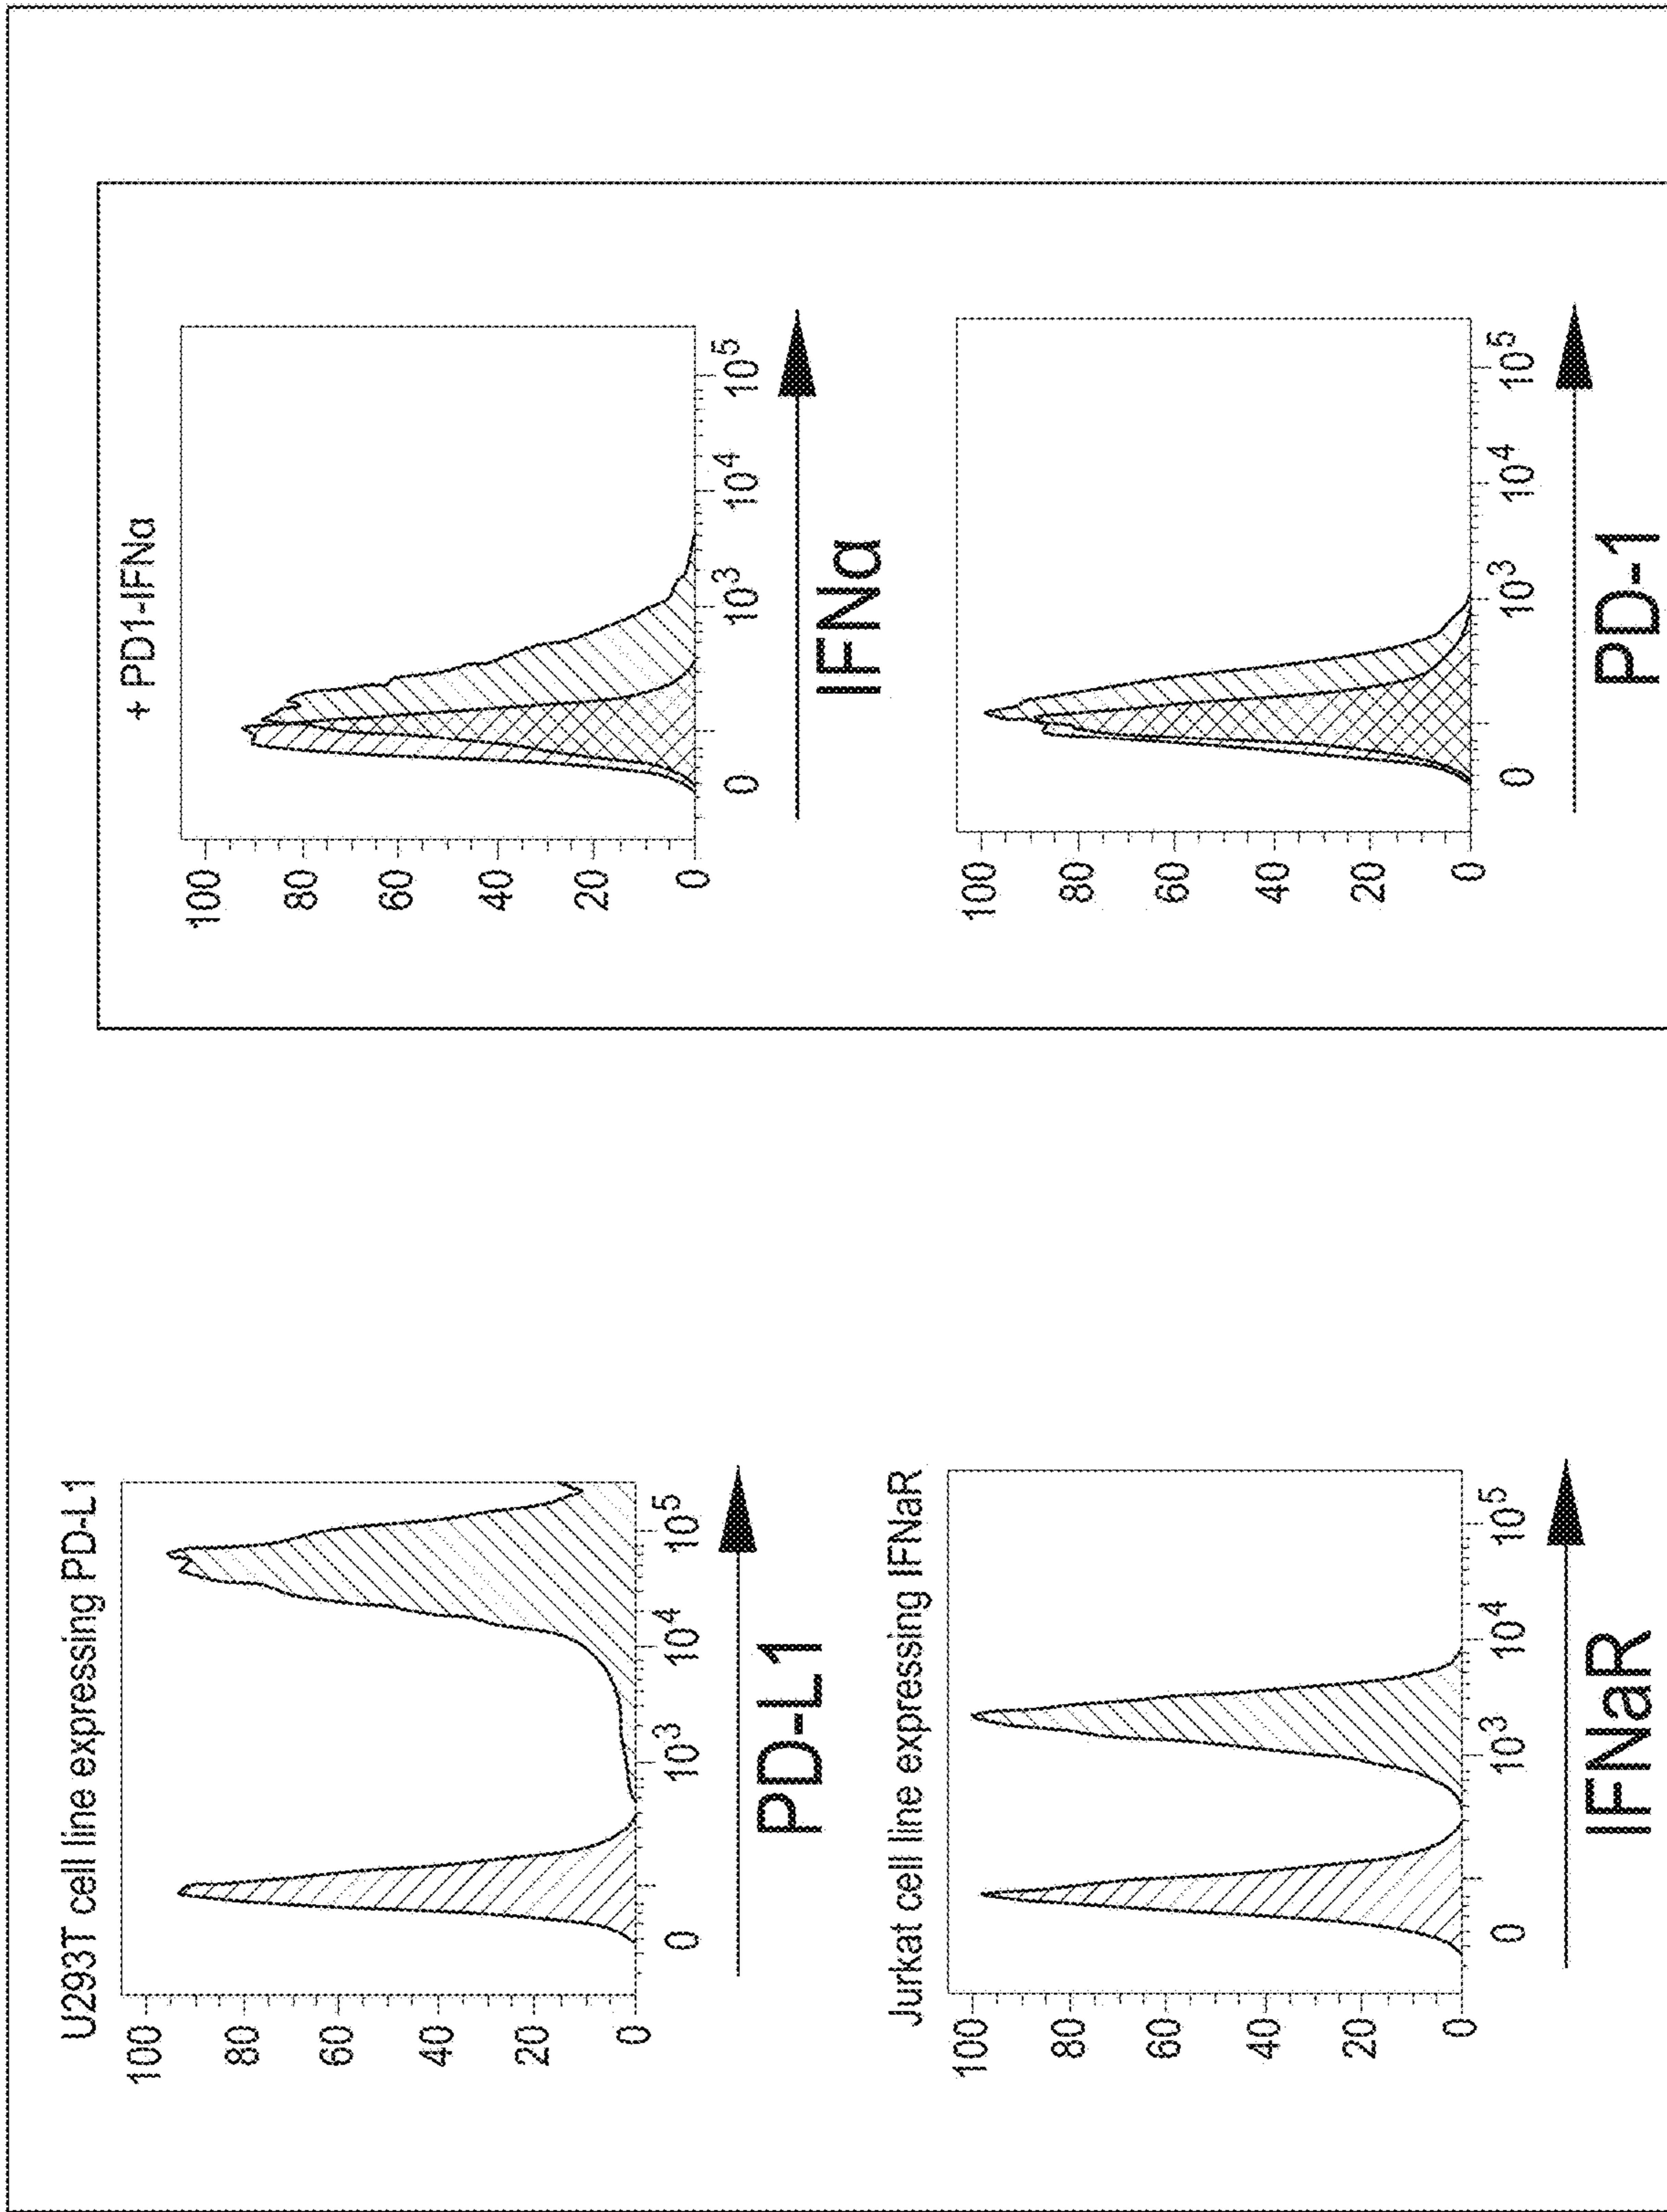 U293T cell line expressing PD-L1
100
80
60
40
20
0
0 10³ 10⁴ 10⁵
PD-L1
+ PD1-IFNα
100
80
60
40
20
0
0 10³ 10⁴ 10⁵
IFNα
Jurkat cell line expressing IFNaR
100
80
60
40
20
0
0 10³ 10⁴ 10⁵
IFNaR
100
80
60
40
20
0
0 10³ 10⁴ 10⁵
PD-1